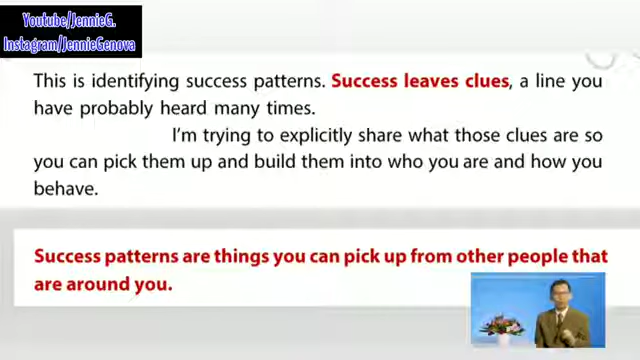 Youtube/JennieG.
Instagram/JennieGenova
This is identifying success patterns. Success leaves clues, a line you
have probably heard many times.
I'm trying to explicitly share what those clues are so
you can pick them up and build them into who you are and how you
behave.
Success patterns are things you can pick up from other people that
are around you.